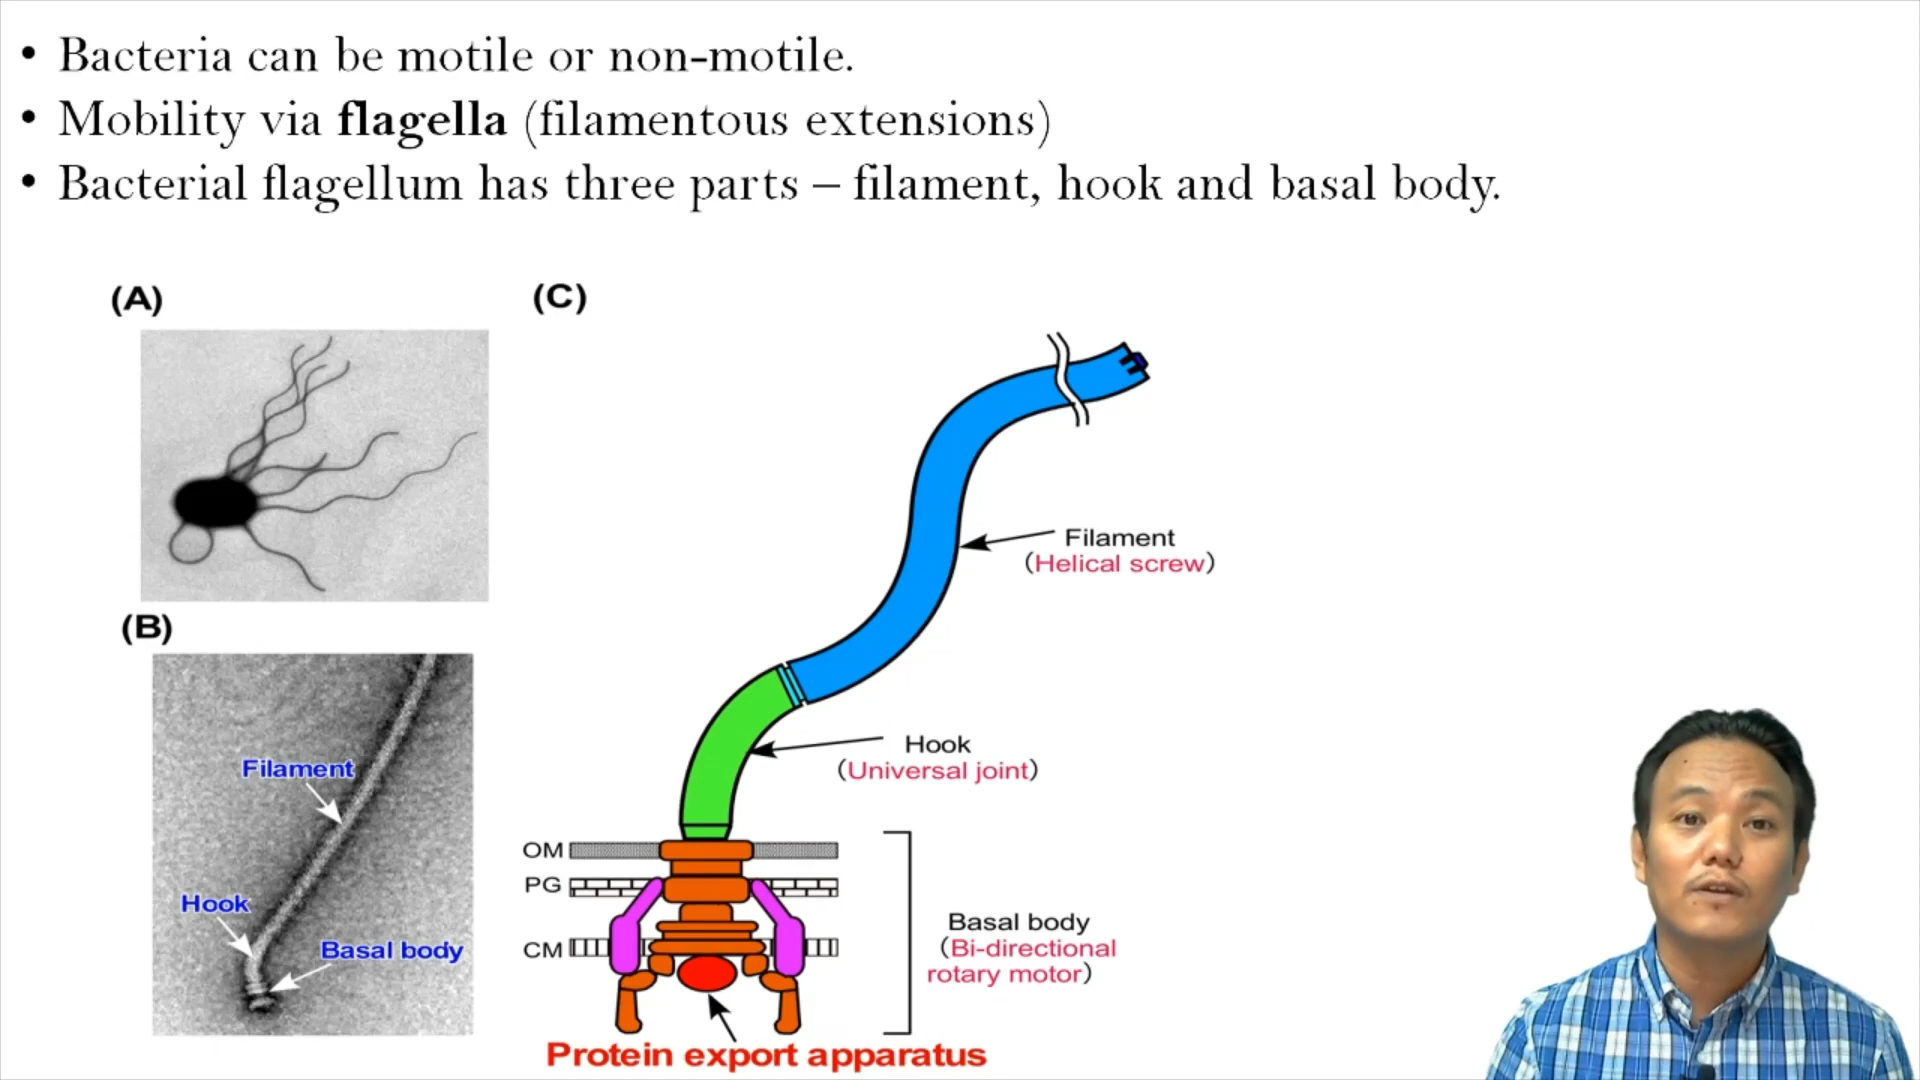 • Bacteria can be motile or non-motile.
• Mobility via flagella (filamentous extensions)
• Bacterial flagellum has three parts – filament, hook and basal body.
(A)
(C)
Filament
(Helical screw)
(B)
Filament
Hook
Basal body
Hook
(Universal joint)
OM
PG
CM
Basal body
(Bi-directional
rotary motor)
Protein export apparatus